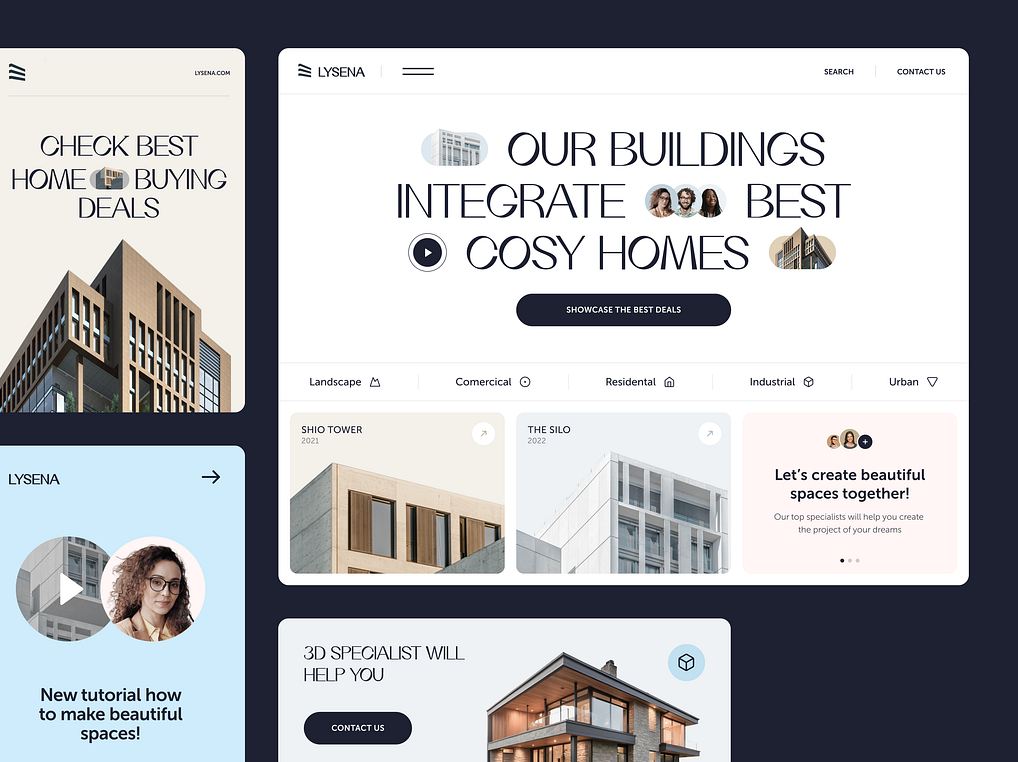 LYSENA.COM
CHECK BEST
HOME BUYING
DEALS
LYSENA
New tutorial how
to make beautiful
spaces!
LYSENA
SEARCH
CONTACT US
OUR BUILDINGS
INTEGRATE BEST
COSY HOMES
SHOWCASE THE BEST DEALS
Landscape
Comercical
Residental
Industrial
Urban
SHIO TOWER
2021
THE SILO
2022
Let's create beautiful
spaces together!
Our top specialists will help you create
the project of your dreams
3D SPECIALIST WILL
HELP YOU
CONTACT US